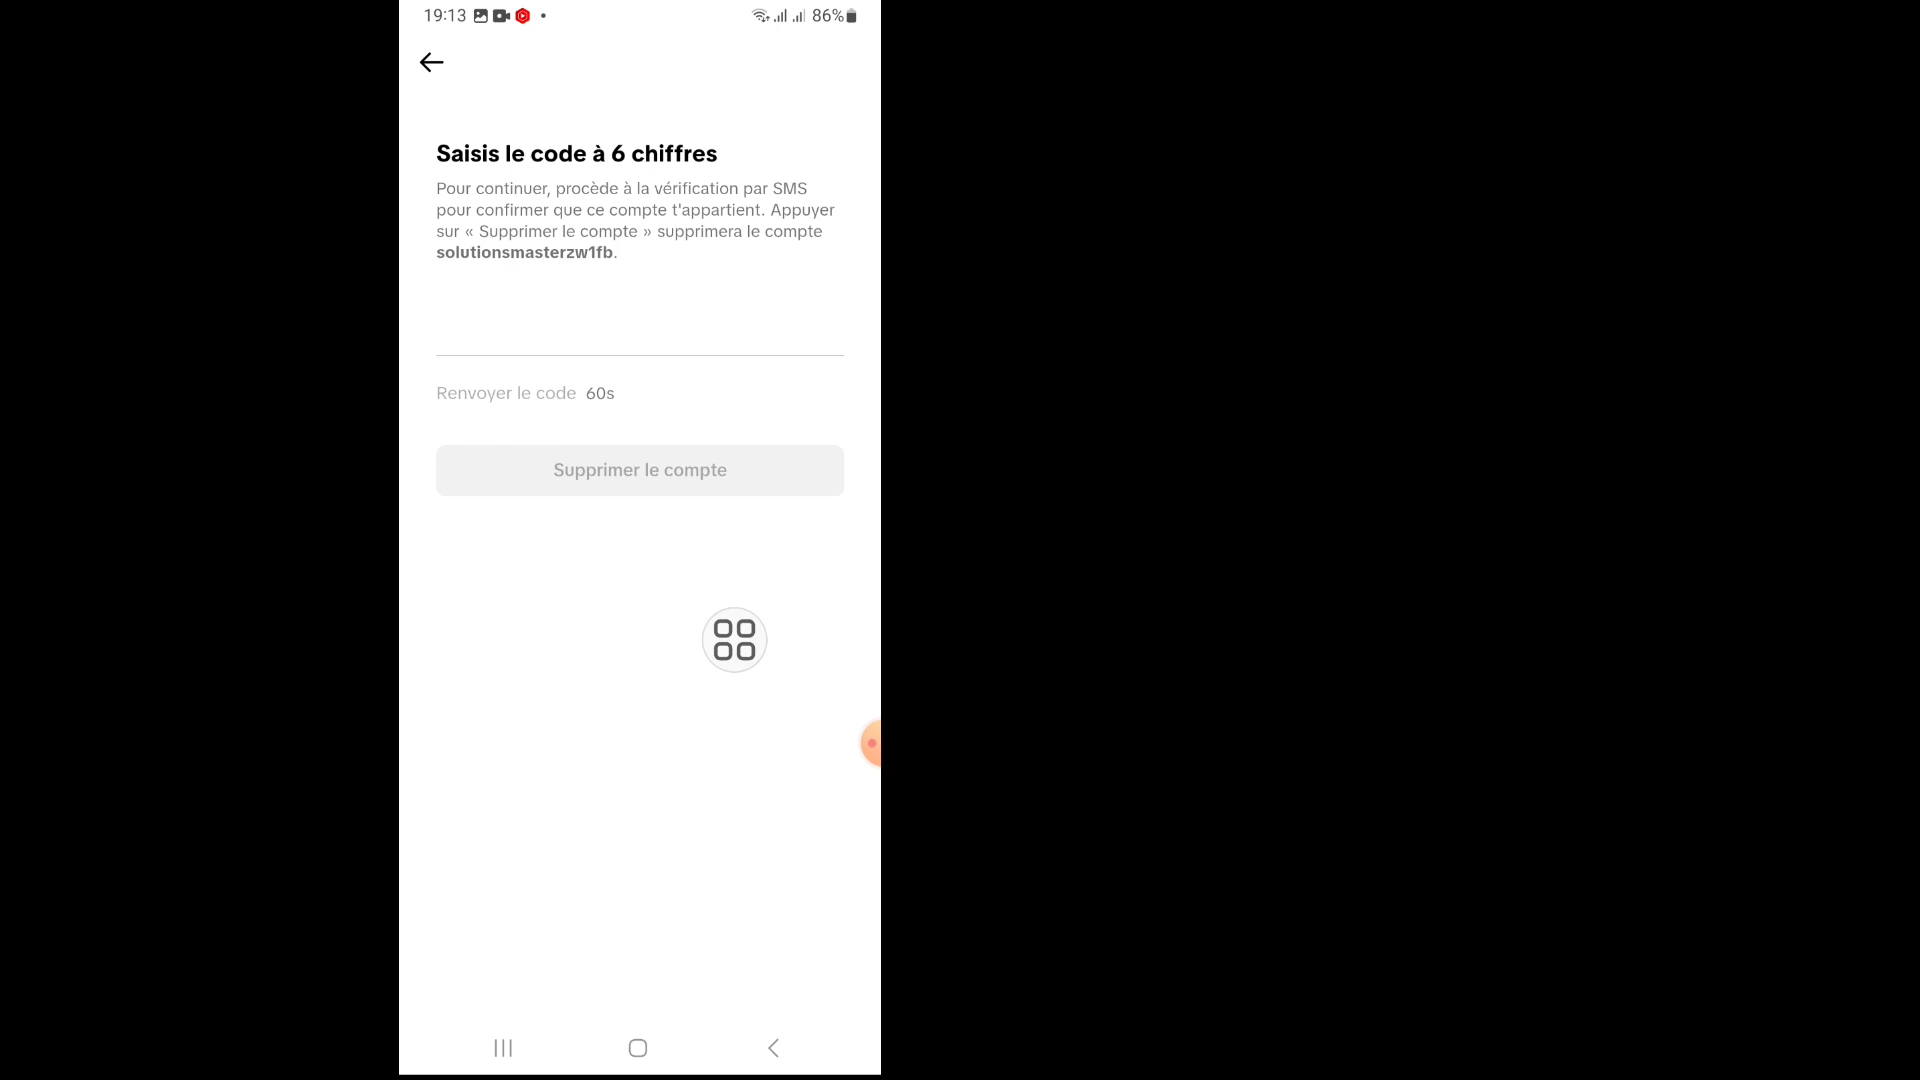 19:13
86%
Saisis le code à 6 chiffres
Pour continuer, procède à la vérification par SMS
pour confirmer que ce compte t'appartient. Appuyer
sur « Supprimer le compte » supprimera le compte
solutionsmasterzw1fb.
Renvoyer le code 60s
Supprimer le compte